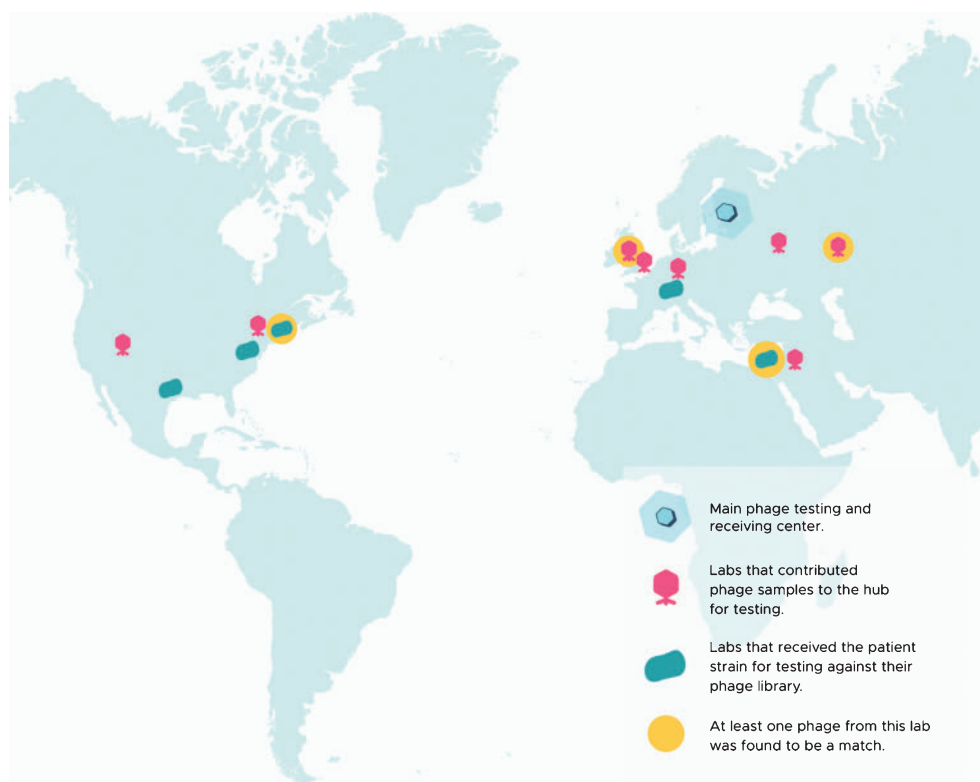 Main phage testing and
receiving center.
Labs that contributed
phage samples to the hub
for testing.
Labs that received the patient
strain for testing against their
phage library.
At least one phage from this lab
was found to be a match.